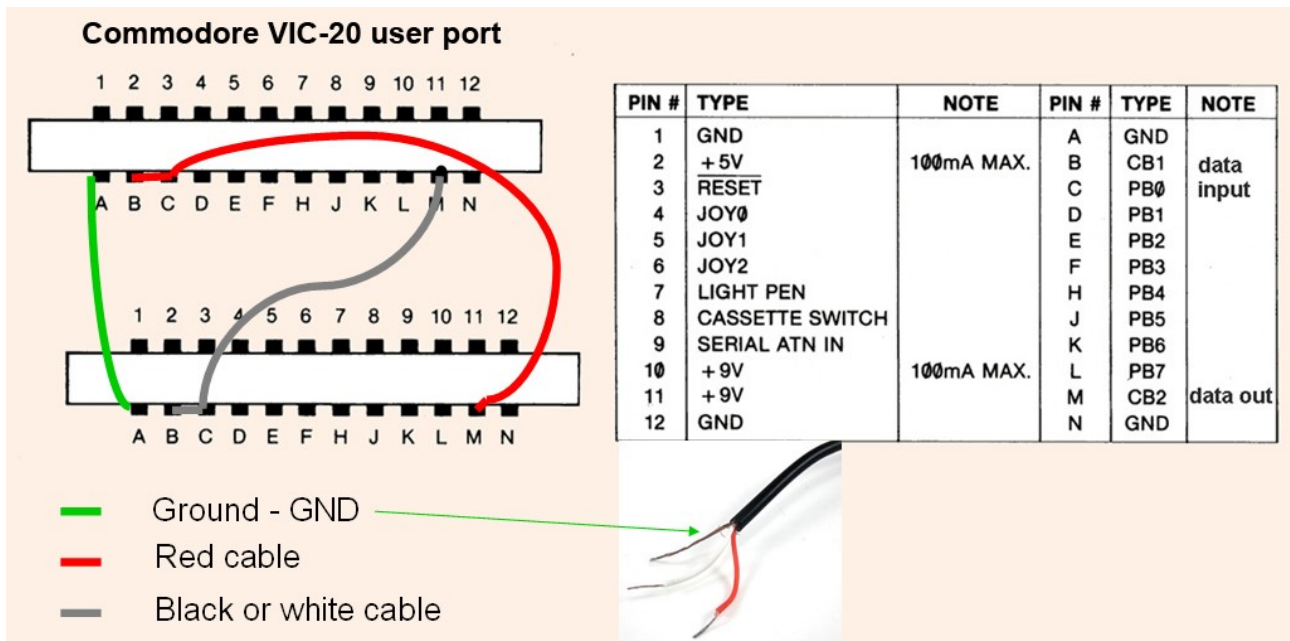 Commodore VIC-20 user port
1 2 3 4 5 6 7 8 9 10 11 12
A B C D E F H J K L M N
1 2 3 4 5 6 7 8 9 10 11 12
A B C D E F H J K L M N
Ground - GND
Red cable
Black or white cable
PIN # TYPE NOTE PIN # TYPE NOTE
1 GND A GND
2 +5V 100mA MAX. B CB1 data
3 RESET C PB0 input
4 JOY0 D PB1
5 JOY1 E PB2
6 JOY2 F PB3
7 LIGHT PEN H PB4
8 CASSETTE SWITCH J PB5
9 SERIAL ATN IN K PB6
10 +9V 100mA MAX. L PB7
11 +9V M CB2 data out
12 GND N GND